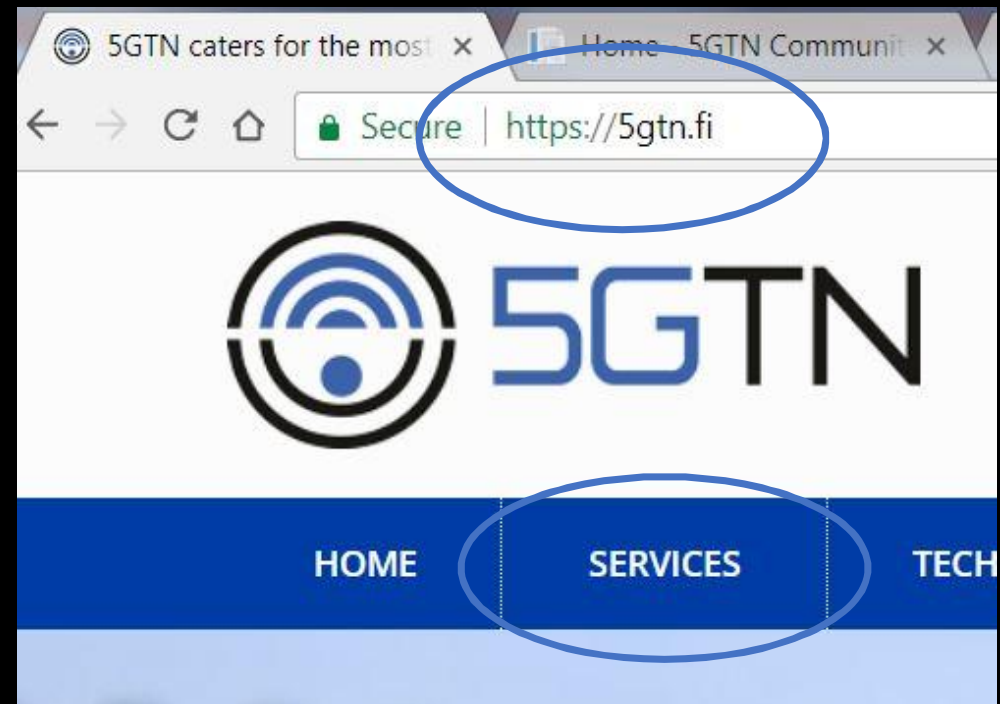 5GTN caters for the most
Home - 5GTN Communit
Secure https://5gtn.fi
5GTN
HOME SERVICES TECH